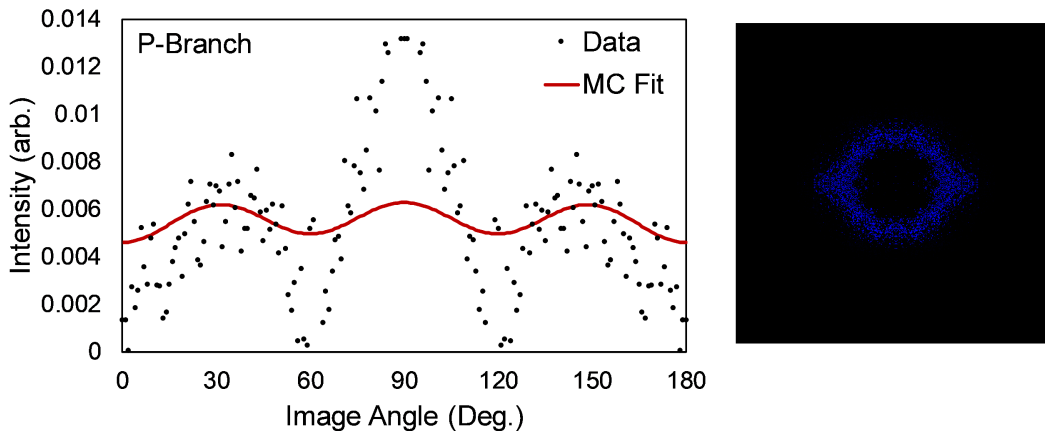 0.014
0.012
0.01
0.008
0.006
0.004
0.002
0
Intensity (arb.)
P-Branch
Data
MC Fit
0 30 60 90 120 150 180
Image Angle (Deg.)